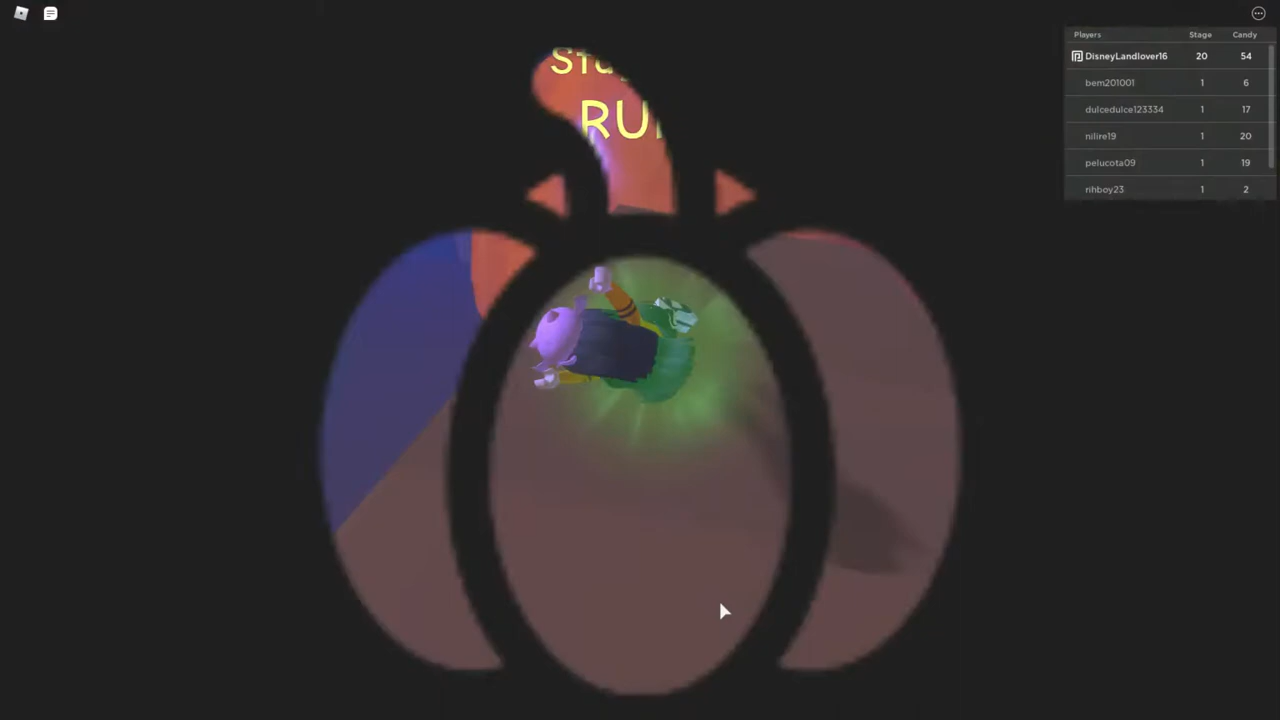 Players Stage Candy
DisneyLandlover16 20 54
bem201001 1 6
dulcedulce123334 1 17
nilire19 1 20
pelucota09 1 19
rihboy23 1 2